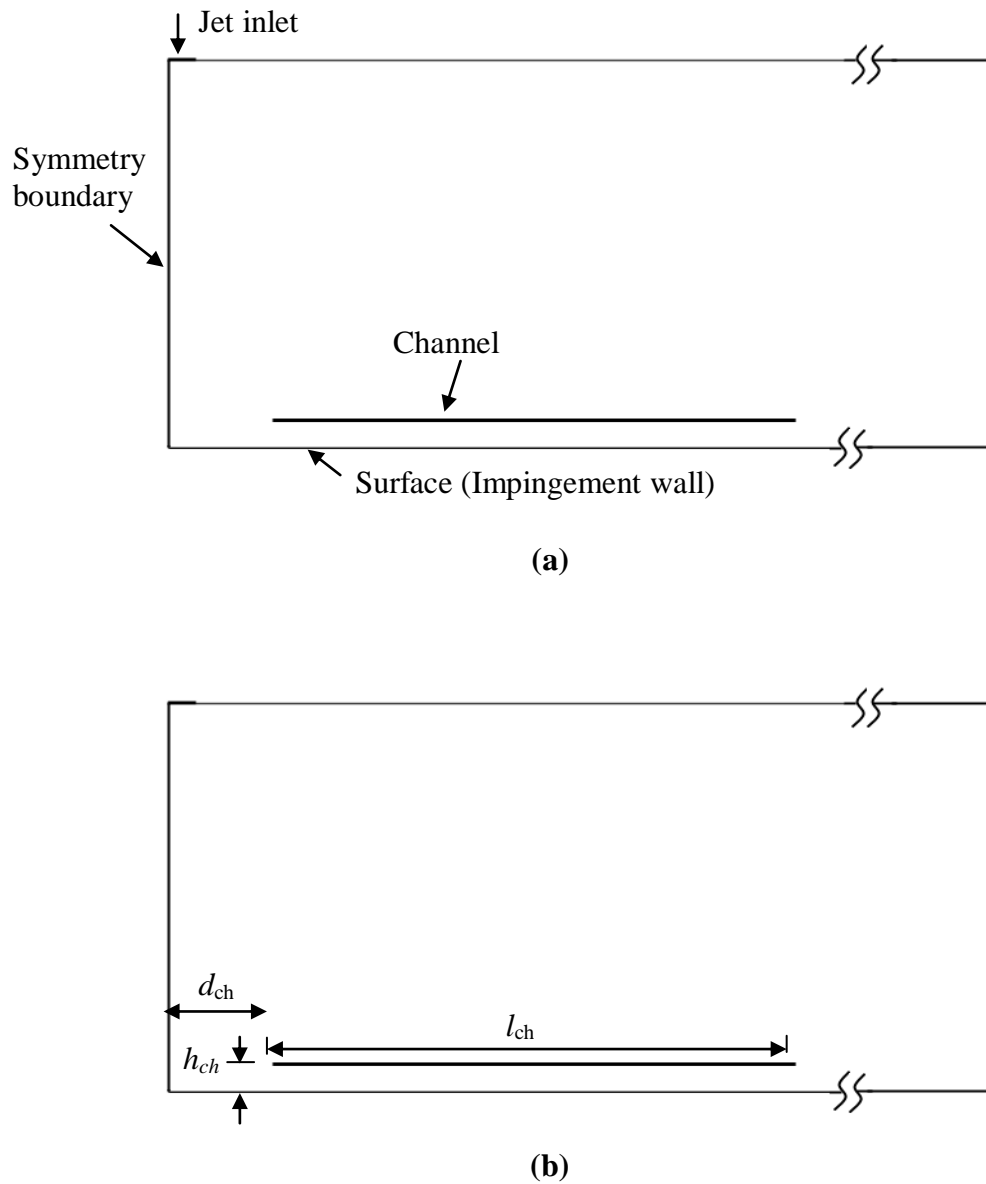 Jet inlet
Symmetry
boundary
Channel
Surface (Impingement wall)
(a)
d_ch
l_ch
h_ch
(b)